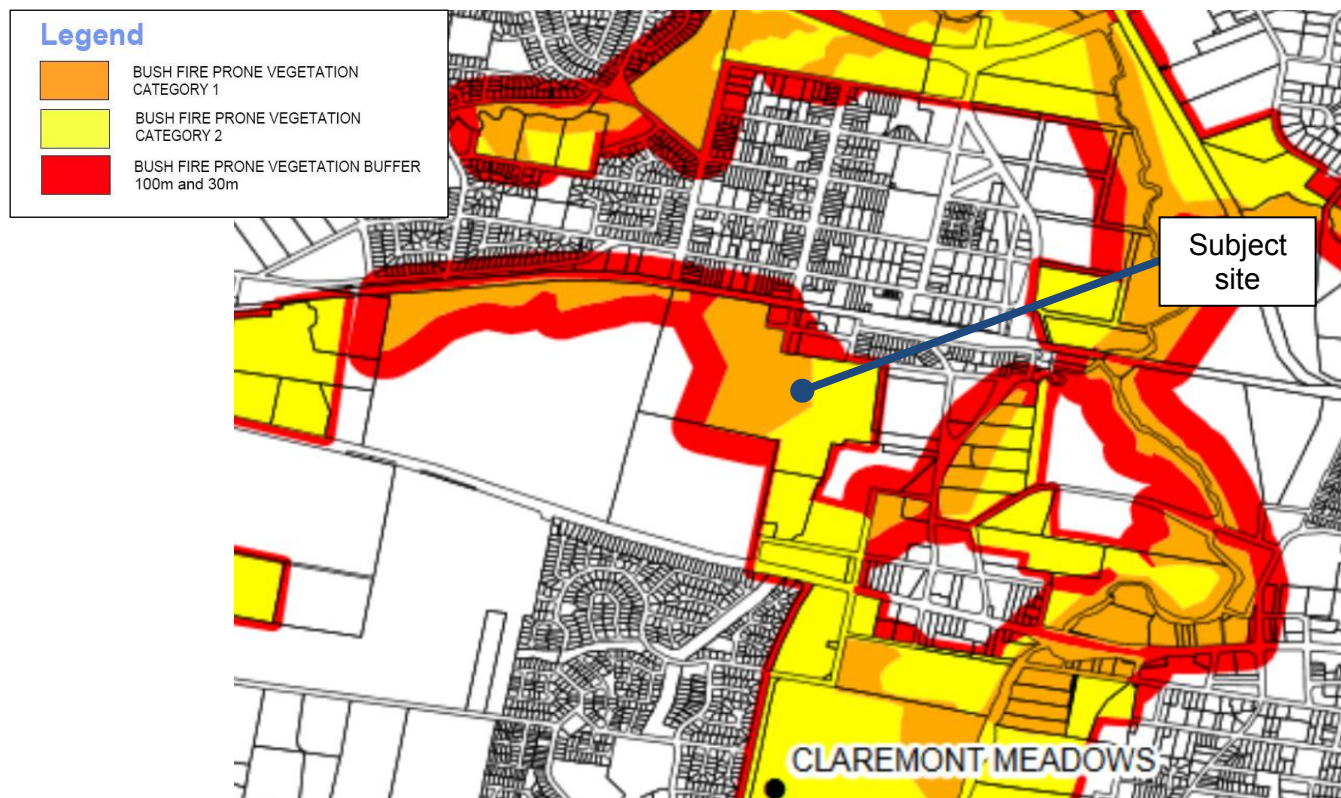 Legend
BUSH FIRE PRONE VEGETATION
CATEGORY 1
BUSH FIRE PRONE VEGETATION
CATEGORY 2
BUSH FIRE PRONE VEGETATION BUFFER
100m and 30m
Subject
site
CLAREMONT MEADOWS